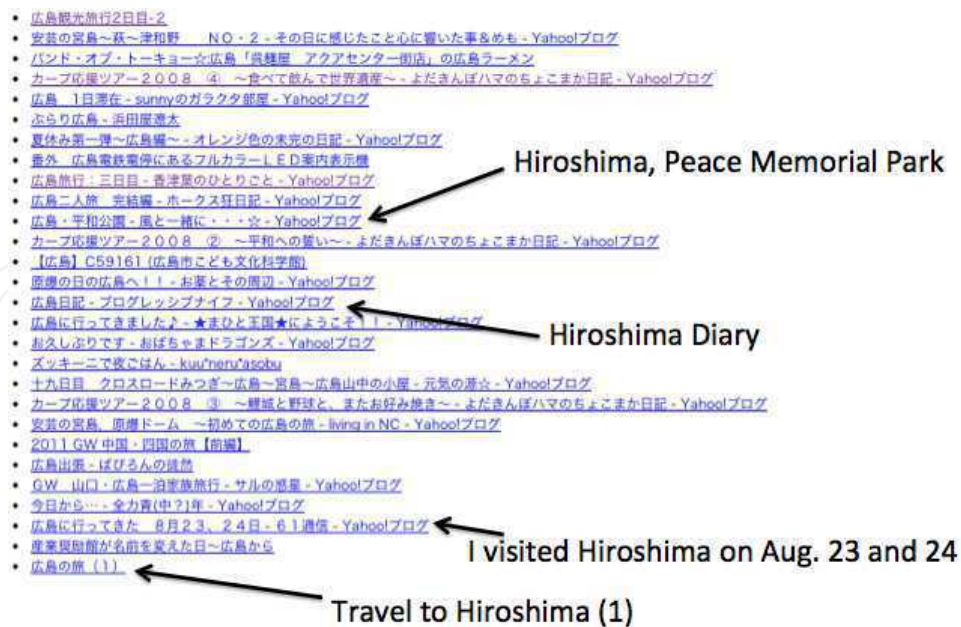 広島観光旅行2日目-2
安芸の宮島～萩～津和野　ＮＯ・２ - その日に感じたこと心に響いた事＆めも - Yahoo!ブログ
バンド・オブ・トーキョー☆広島「呉麺屋　アクアセンター街店」の広島ラーメン
カープ応援ツアー２００８　④　～食べて飲んで世界遺産～ - よだきんぼハマのちょこまか日記 - Yahoo!ブログ
広島　１日滞在 - sunnyのガラクタ部屋 - Yahoo!ブログ
ぶらり広島 - 浜田屋遼太
夏休み第一弾～広島編～ - オレンジ色の未完の日記 - Yahoo!ブログ
番外　広島電鉄電停にあるフルカラーＬＥＤ案内表示機
Hiroshima, Peace Memorial Park
広島旅行：三日目 - 香津葉のひとりごと - Yahoo!ブログ
広島二人旅　完結編 - ホークス狂日記 - Yahoo!ブログ
広島・平和公園 - 風と一緒に・・・☆ - Yahoo!ブログ
カープ応援ツアー２００８　②　～平和への誓い～ - よだきんぼハマのちょこまか日記 - Yahoo!ブログ
【広島】C59161 (広島市こども文化科学館)
原爆の日の広島へ！！ - お薬とその周辺 - Yahoo!ブログ
広島日記 - プログレッシブナイフ - Yahoo!ブログ
広島に行ってきました♪ - ★まひと王国★にようこそ！！ - Yahoo!ブログ
Hiroshima Diary
お久しぶりです - おばちゃまドラゴンズ - Yahoo!ブログ
ズッキーニで夜ごはん - kuu*neru*asobu
十九日目　クロスロードみつぎ～広島～宮島～広島山中の小屋 - 元気の源☆ - Yahoo!ブログ
カープ応援ツアー２００８　③　～鯉城と野球と、またお好み焼き～ - よだきんぼハマのちょこまか日記 - Yahoo!ブログ
安芸の宮島、原爆ドーム　～初めての広島の旅 - living in NC - Yahoo!ブログ
2011 GW 中国・四国の旅【前編】
広島出張 - ばびろんの徒然
GW　山口・広島一泊家族旅行 - サルの惑星 - Yahoo!ブログ
今日から… - 全力青(中？)年 - Yahoo!ブログ
広島に行ってきた　８月２３、２４日 - ６１通信 - Yahoo!ブログ
産業奨励館が名前を変えた日～広島から
I visited Hiroshima on Aug. 23 and 24
広島の旅（１）
Travel to Hiroshima (1)